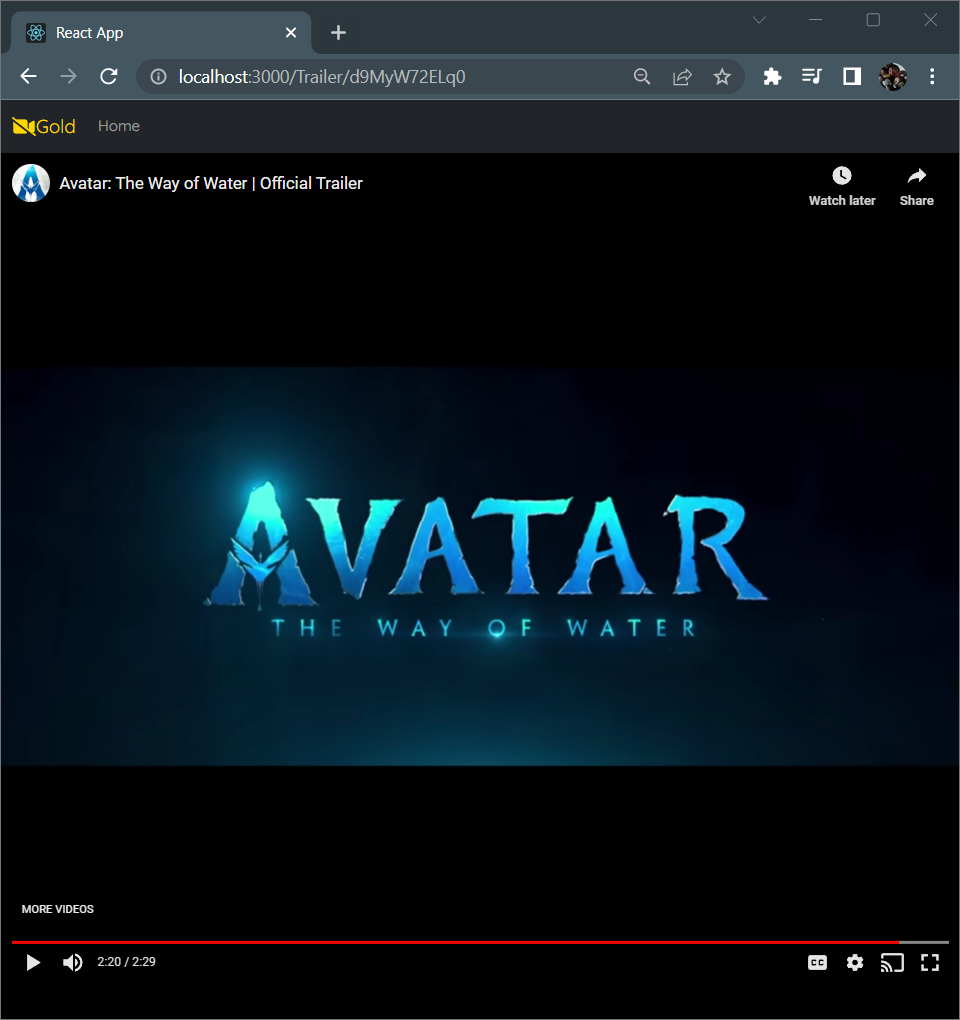 React App
localhost:3000/Trailer/d9MyW72ELq0
Gold Home
Avatar: The Way of Water | Official Trailer
Watch later Share
AVATAR
THE WAY OF WATER
MORE VIDEOS
2:20 / 2:29
CC